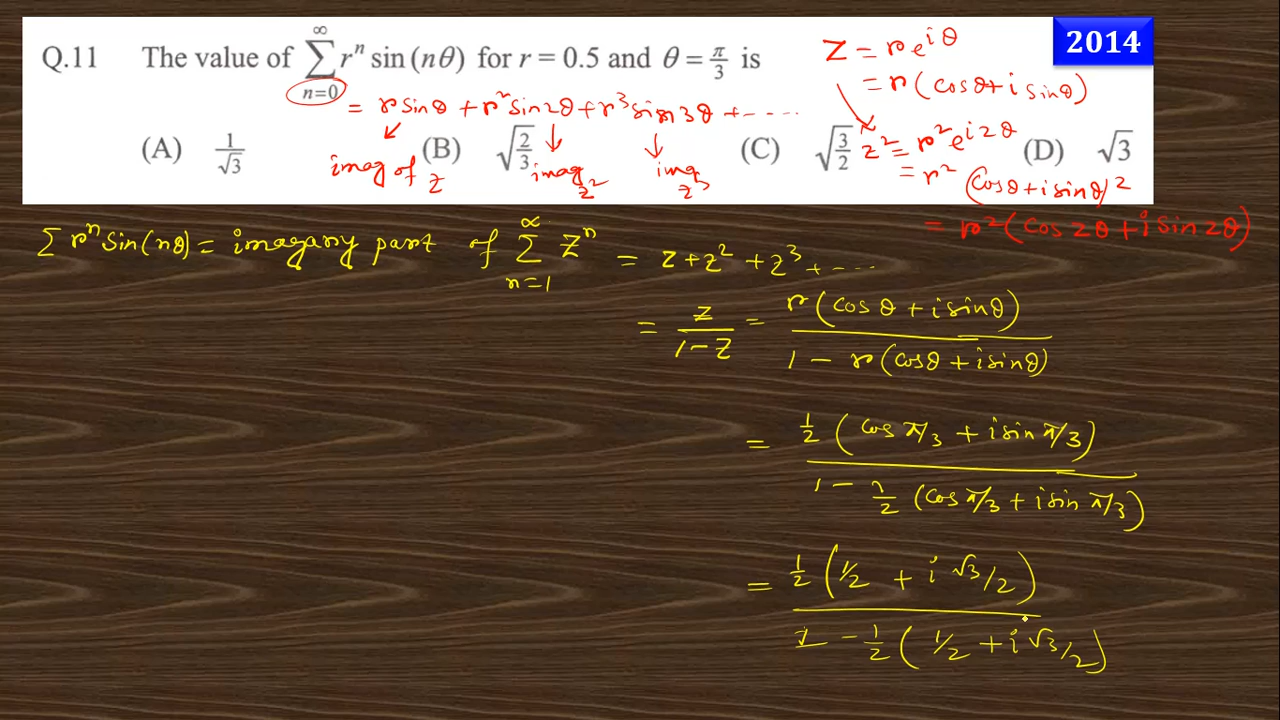 2014
Q.11 The value of ∑_{n=0}^{∞} rⁿ sin (nθ) for r = 0.5 and θ = π/3 is
= r sinθ + r² sin2θ + r³ sin3θ + ....
(A) 1/√3 (B) √(2/3) (C) √(3/2) (D) √3
imag of z
imag z²
imag z³
z = re^{iθ}
= r (cosθ + i sinθ)
z² = r² e^{i2θ}
= r² (cosθ + i sinθ)²
= r² (cos 2θ + i sin 2θ)
∑ rⁿ sin(nθ) = imagary part of ∑_{n=1}^{∞} zⁿ = z + z² + z³ + ....
= z/(1 - z) = r (cosθ + i sinθ) / (1 - r (cosθ + i sinθ))
= ½ (cos π/3 + i sin π/3) / (1 - ½ (cos π/3 + i sin π/3))
= ½ (1/2 + i √3/2) / (1 - ½ (1/2 + i √3/2))